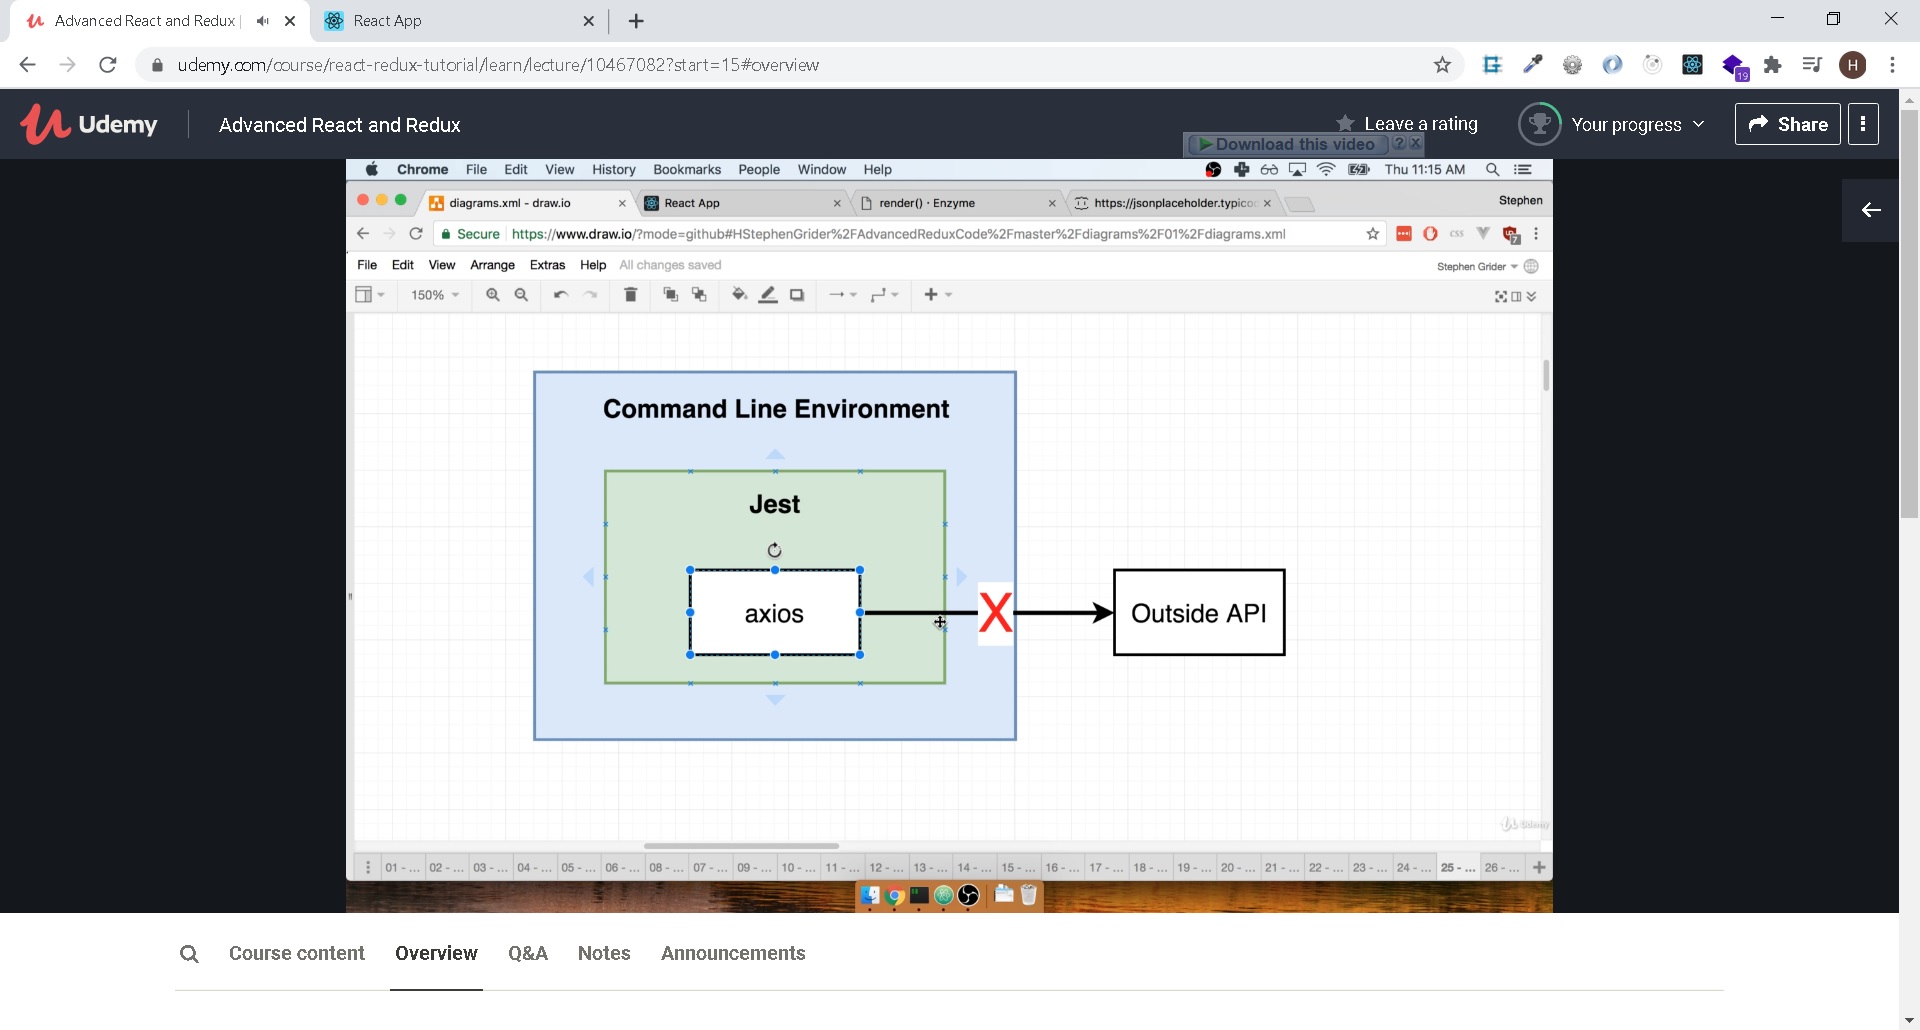 Advanced React and Redux
React App
udemy.com/course/react-redux-tutorial/learn/lecture/10467082?start=15#overview
19
H
Udemy
Advanced React and Redux
Leave a rating
Your progress
Share
Download this video
Chrome File Edit View History Bookmarks People Window Help
Thu 11:15 AM
diagrams.xml - draw.io
React App
render() · Enzyme
https://jsonplaceholder.typico
Stephen
Secure https://www.draw.io/?mode=github#HStephenGrider%2FAdvancedReduxCode%2Fmaster%2Fdiagrams%2F01%2Fdiagrams.xml
css
7
File Edit View Arrange Extras Help All changes saved
Stephen Grider
150%
Command Line Environment
Jest
axios
X
Outside API
Udemy
01 - ... 02 - ... 03 - ... 04 - ... 05 - ... 06 - ... 08 - ... 07 - ... 09 - ... 10 - ... 11 - ... 12 - ... 13 - ... 14 - ... 15 - ... 16 - ... 17 - ... 18 - ... 19 - ... 20 - ... 21 - ... 22 - ... 23 - ... 24 - ... 25 - ... 26 - ...
Course content
Overview
Q&A
Notes
Announcements